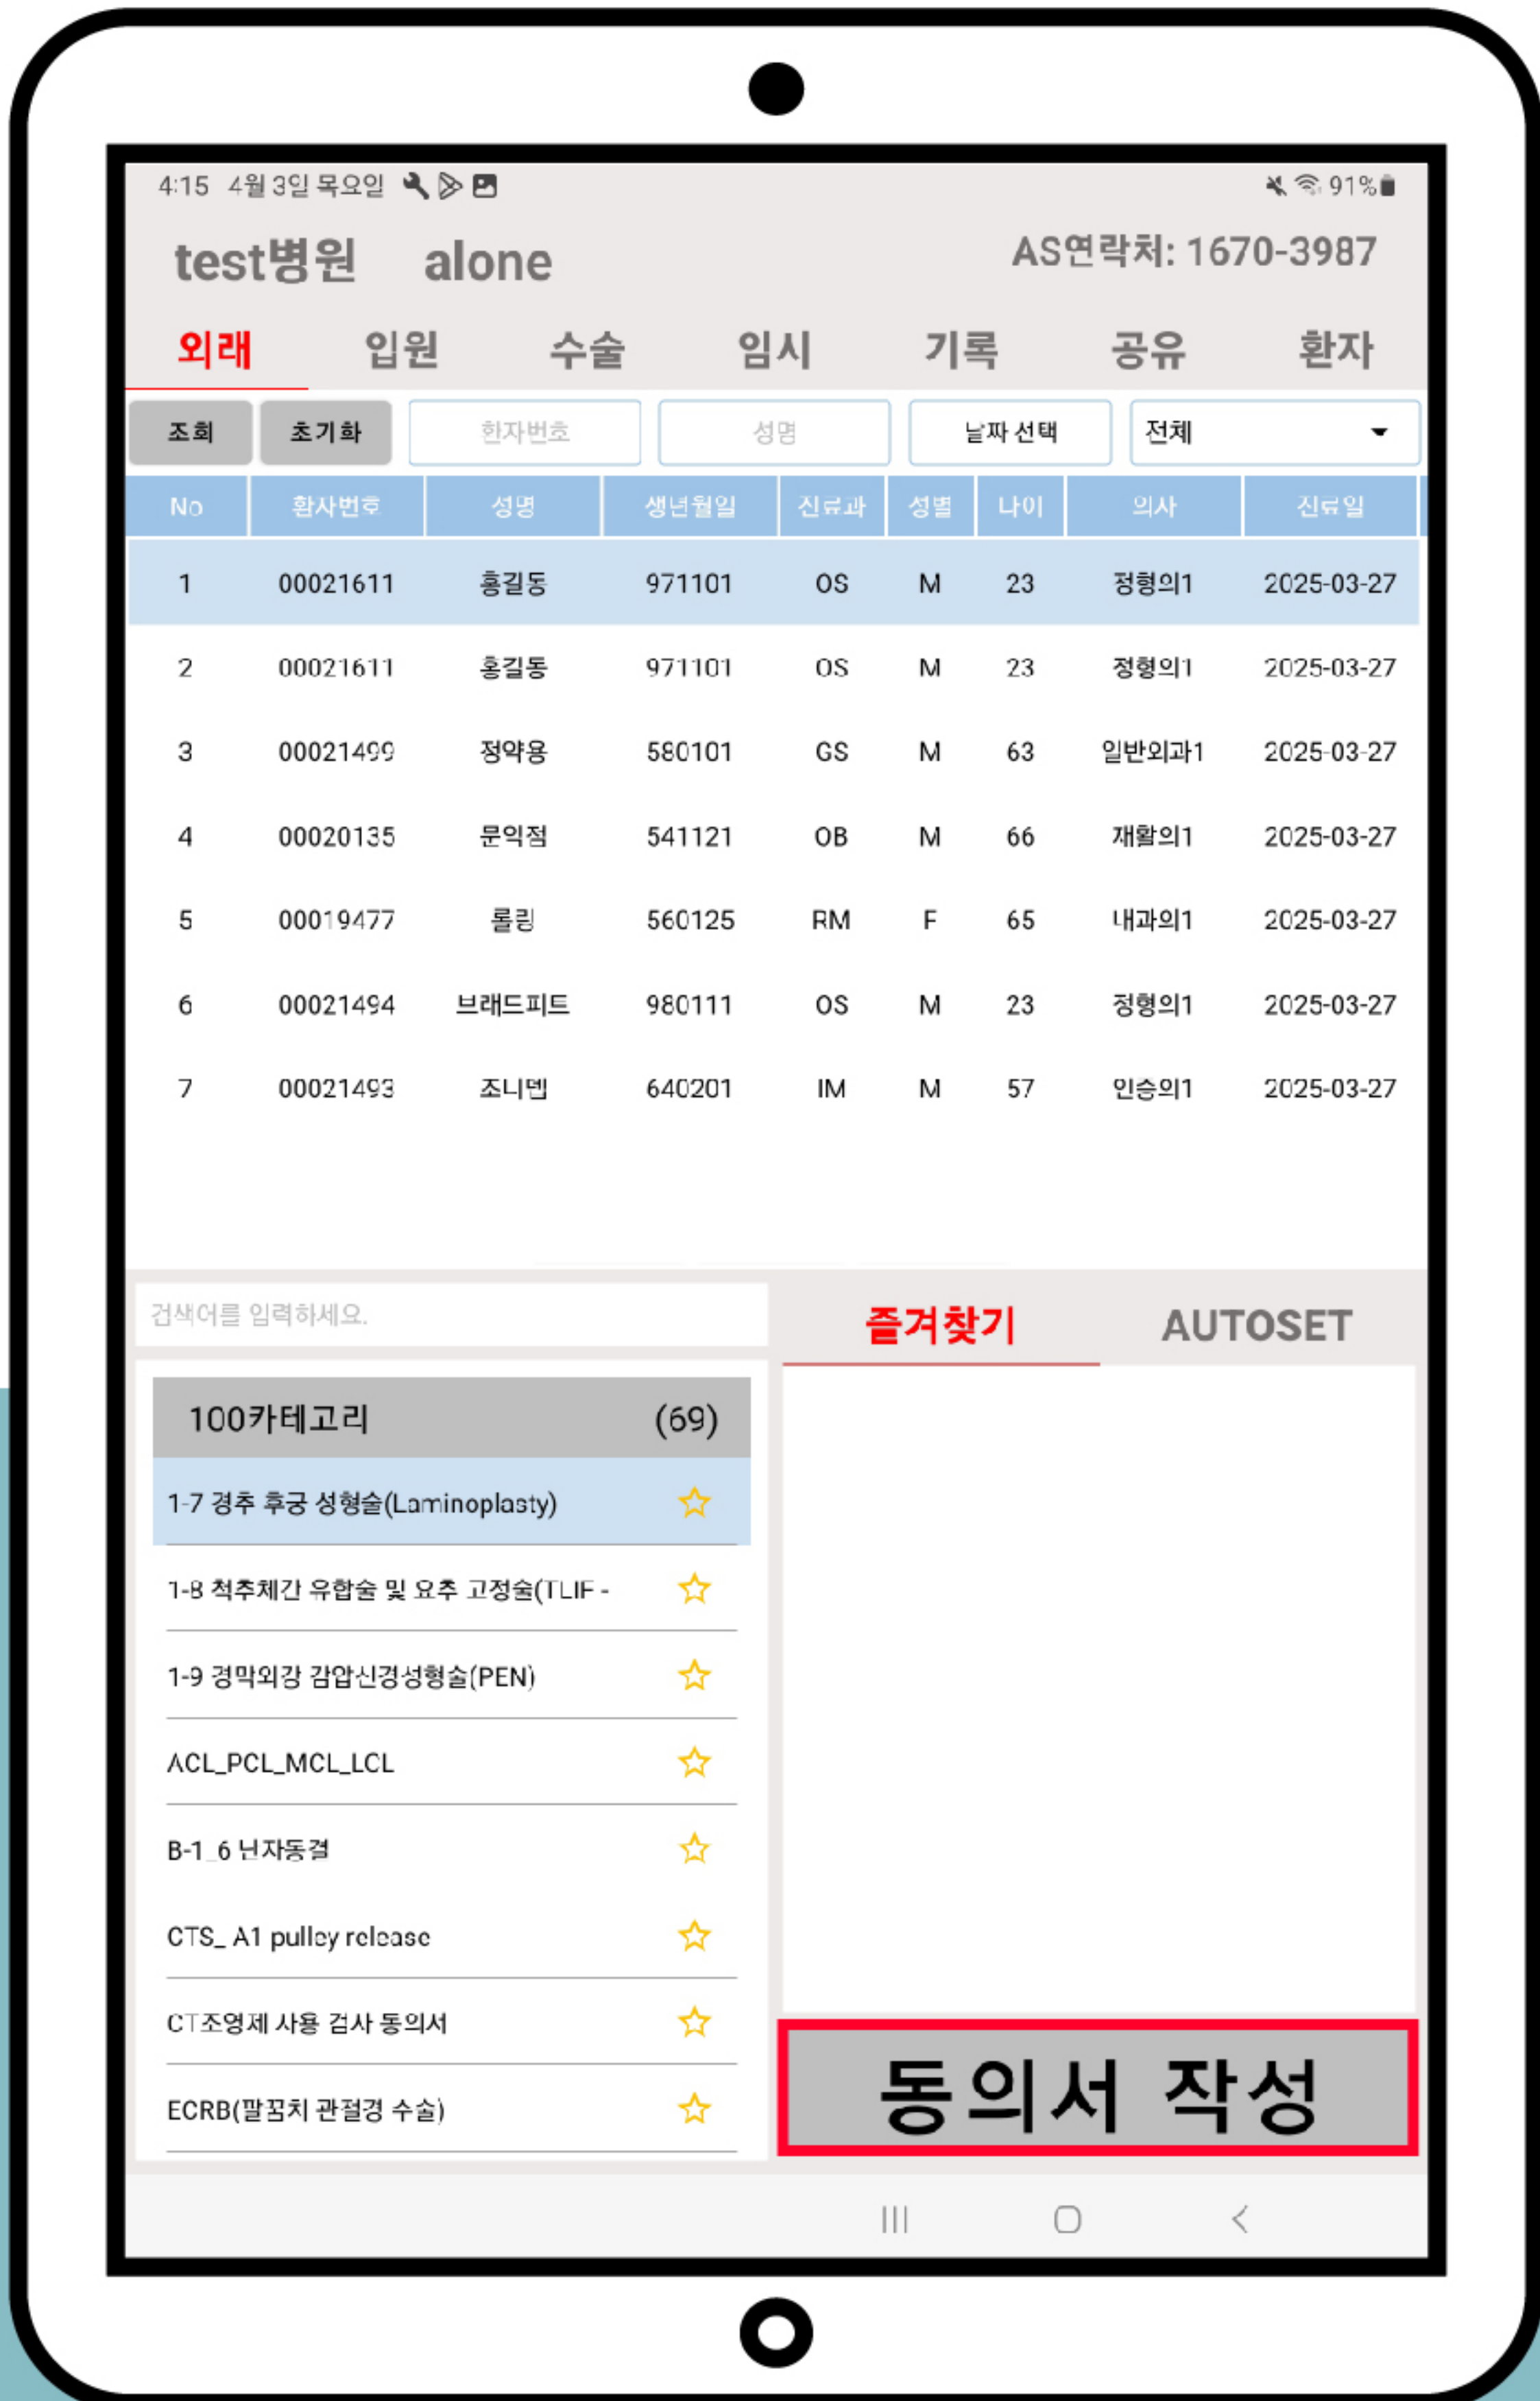 4:15 4월 3일 목요일 91%
test병원 alone AS연락처: 1670-3987
외래 입원 수술 임시 기록 공유 환자
조회 초기화 환자번호 성명 날짜 선택 전체
No 환자번호 성명 생년월일 진료과 성별 나이 의사 진료일
1 00021611 홍길동 971101 OS M 23 정형의1 2025-03-27
2 00021611 홍길동 971101 OS M 23 정형의1 2025-03-27
3 00021499 정약용 580101 GS M 63 일반외과1 2025-03-27
4 00020135 문익점 541121 OB M 66 재활의1 2025-03-27
5 00019477 롤링 560125 RM F 65 내과의1 2025-03-27
6 00021494 브래드피트 980111 OS M 23 정형의1 2025-03-27
7 00021493 조니뎁 640201 IM M 57 인증의1 2025-03-27
검색어를 입력하세요.
즐겨찾기 AUTOSET
100카테고리 (69)
1-7 경추 후궁 성형술(Laminoplasty)
1-8 척추체간 유합술 및 요추 고정술(TLIF -
1-9 경막외강 감압신경성형술(PEN)
ACL_PCL_MCL_LCL
B-1_6 난자동결
CTS_ A1 pulley release
CT조영제 사용 검사 동의서
ECRB(팔꿈치 관절경 수술)
동의서 작성